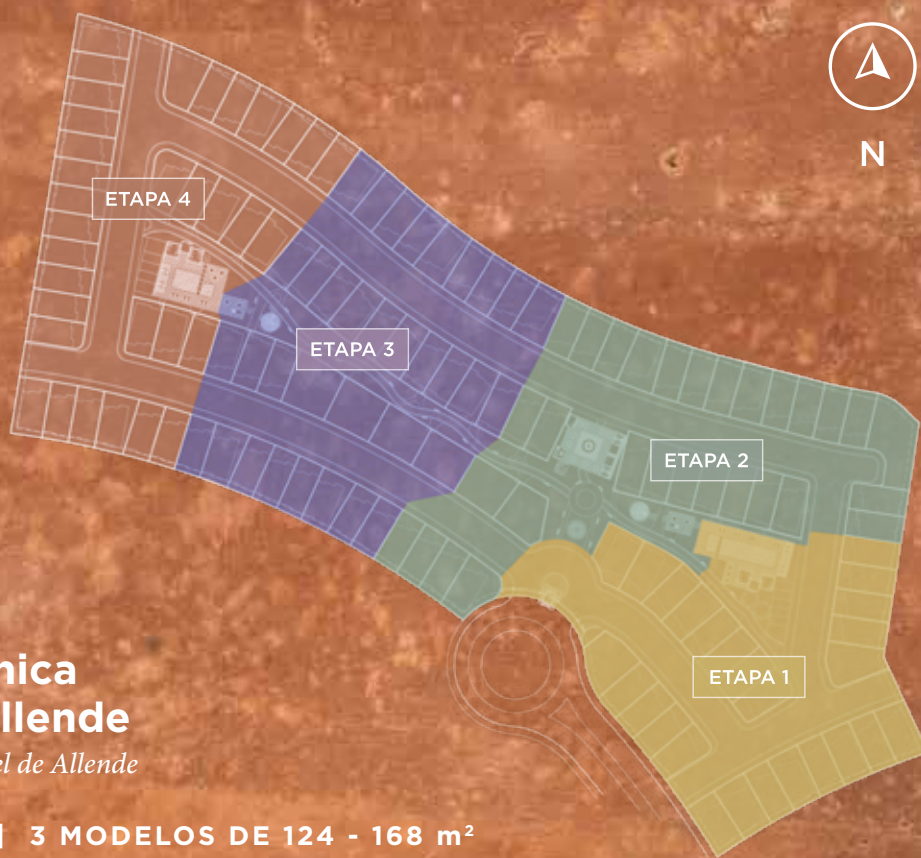 N
ETAPA 4
ETAPA 3
ETAPA 2
ETAPA 1
nica
llende
el de Allende
| 3 MODELOS DE 124 - 168 m²